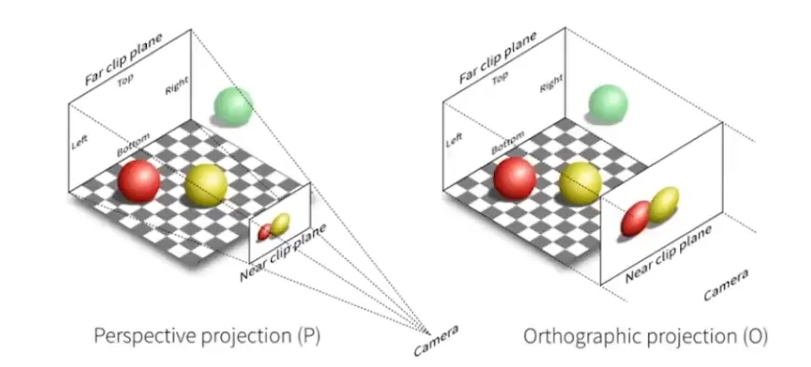 Far clip plane
Top
Right
Left
Bottom
Near clip plane
Camera
Perspective projection (P)
Far clip plane
Top
Right
Left
Bottom
Near clip plane
Camera
Orthographic projection (O)